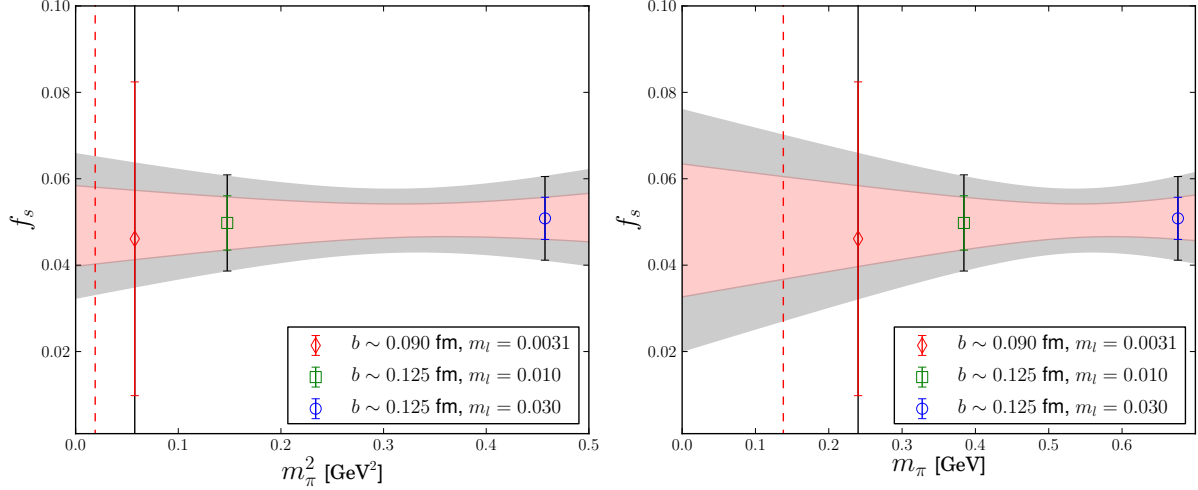 0.10
0.08
0.06
0.04
0.02
f_s
0.0 0.1 0.2 0.3 0.4 0.5
m_π^2 [GeV^2]
b ∼ 0.090 fm, m_l = 0.0031
b ∼ 0.125 fm, m_l = 0.010
b ∼ 0.125 fm, m_l = 0.030
0.10
0.08
0.06
0.04
0.02
f_s
0.0 0.1 0.2 0.3 0.4 0.5 0.6
m_π [GeV]
b ∼ 0.090 fm, m_l = 0.0031
b ∼ 0.125 fm, m_l = 0.010
b ∼ 0.125 fm, m_l = 0.030